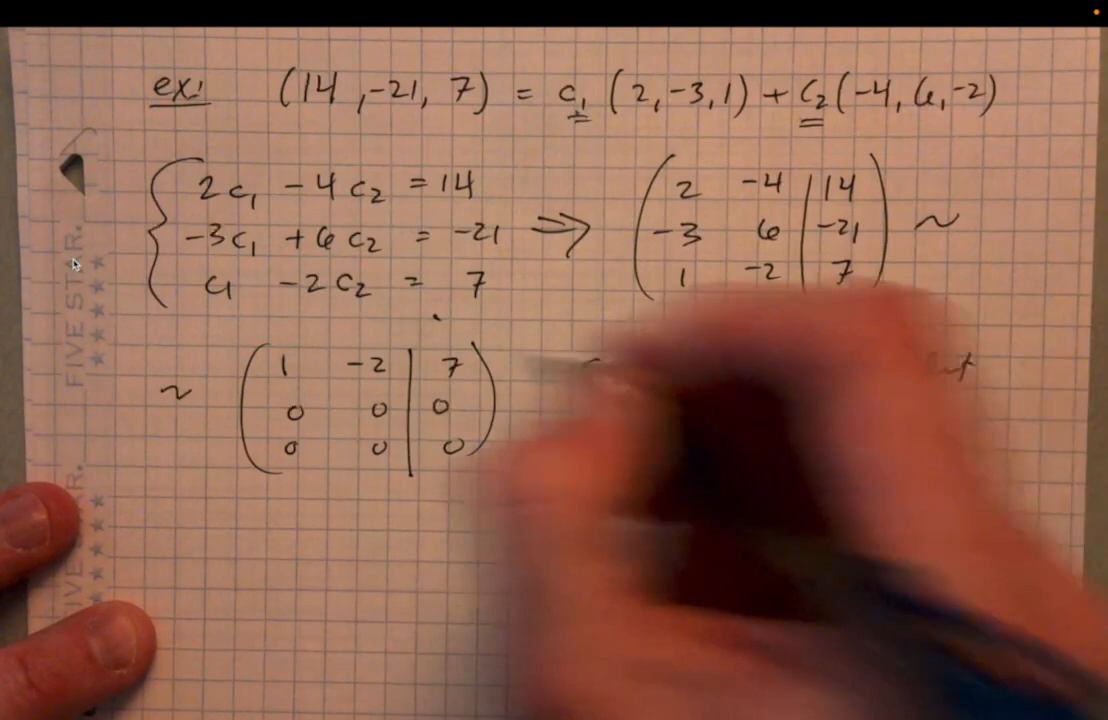 ex: (14, -21, 7) = c₁ (2, -3, 1) + c₂ (-4, 6, -2)
2c₁ - 4c₂ = 14
-3c₁ + 6c₂ = -21
c₁ - 2c₂ = 7
⇒
2 -4 | 14
-3 6 | -21
1 -2 | 7
~
~
1 -2 | 7
0 0 | 0
0 0 | 0
FIVE STAR.